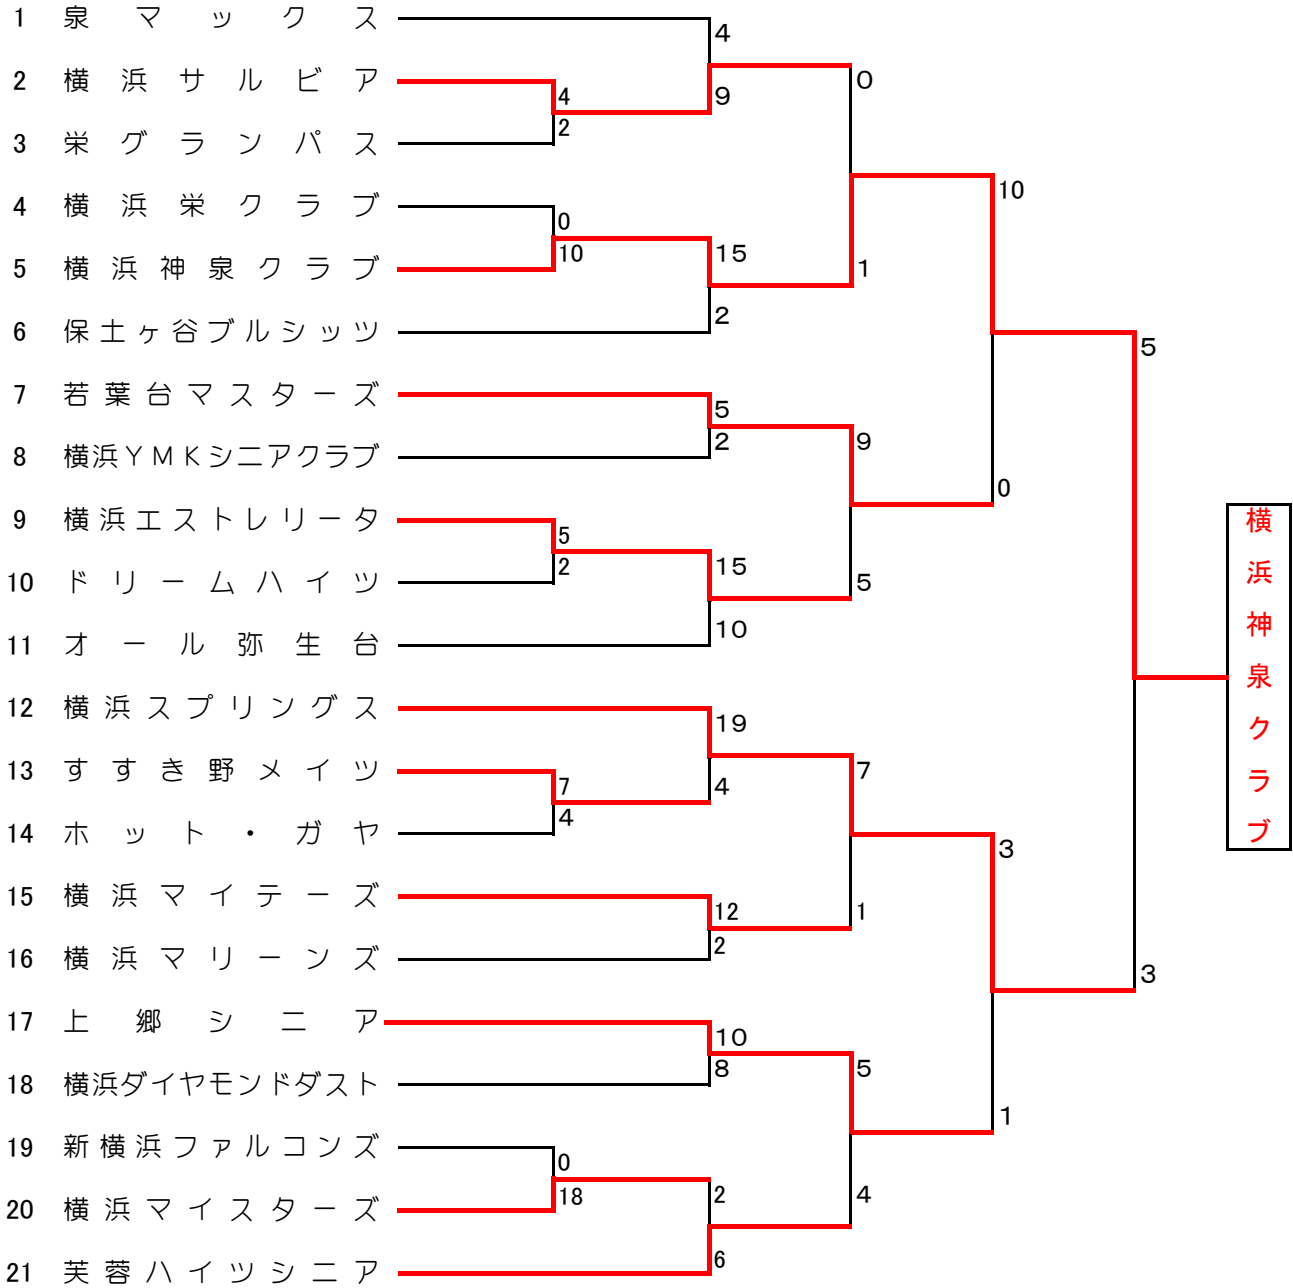 1 泉マックス
4
2 横浜サルビア
4
9
0
3 栄グランパス
2
4 横浜栄クラブ
0
10
5 横浜神泉クラブ
10
15
1
6 保土ヶ谷ブルシッツ
2
5
7 若葉台マスターズ
5
8 横浜YMKシニアクラブ
2
9
0
9 横浜エストレリータ
5
10 ドリームハイツ
2
15
5
11 オール弥生台
10
12 横浜スプリングス
19
13 すすき野メイツ
7
4
7
14 ホット・ガヤ
4
3
15 横浜マイテーズ
12
1
16 横浜マリーンズ
2
3
17 上郷シニア
10
18 横浜ダイヤモンドダスト
8
5
1
19 新横浜ファルコンズ
0
20 横浜マイスターズ
18
2
4
21 芙蓉ハイツシニア
6
横浜神泉クラブ